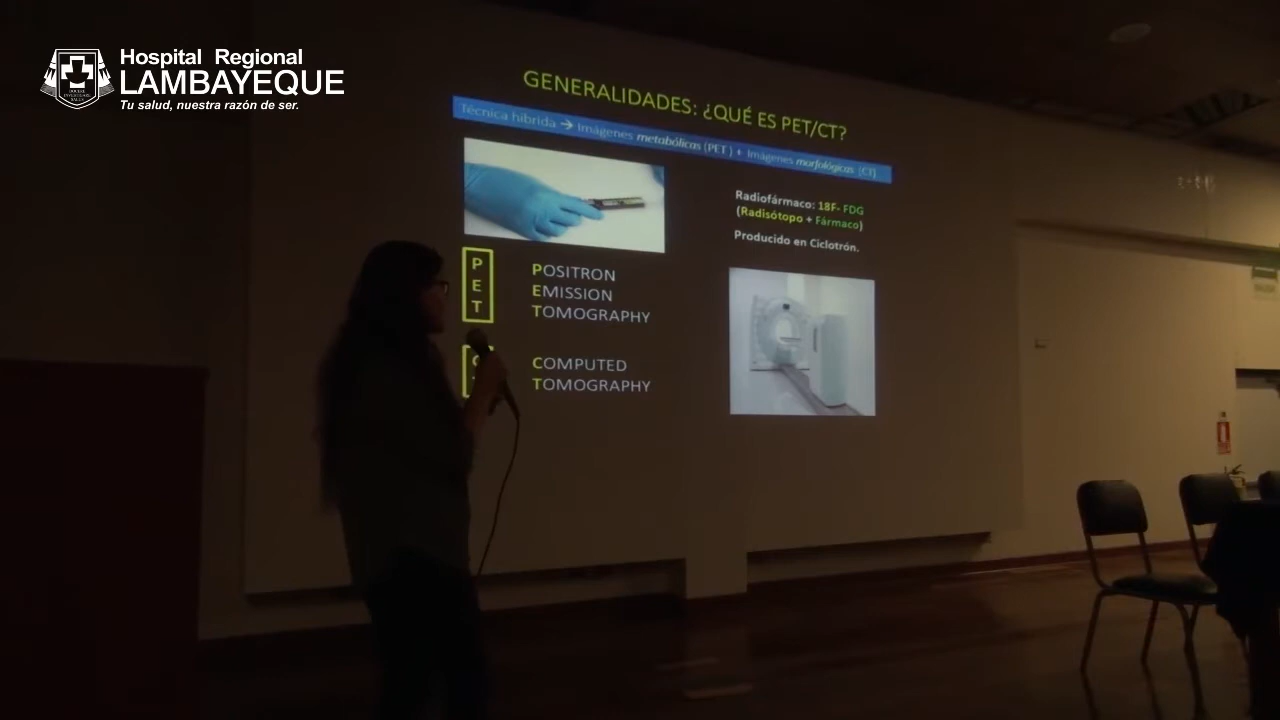 Hospital Regional
LAMBAYEQUE
Tu salud, nuestra razón de ser.
GENERALIDADES: ¿QUÉ ES PET/CT?
Técnica híbrida → Imágenes metabólicas (PET ) + Imágenes morfológicas (CT)
Radiofármaco: 18F- FDG
(Radisótopo + Fármaco)
Producido en Ciclotrón.
P
E
T
POSITRON
EMISSION
TOMOGRAPHY
C
COMPUTED
TOMOGRAPHY